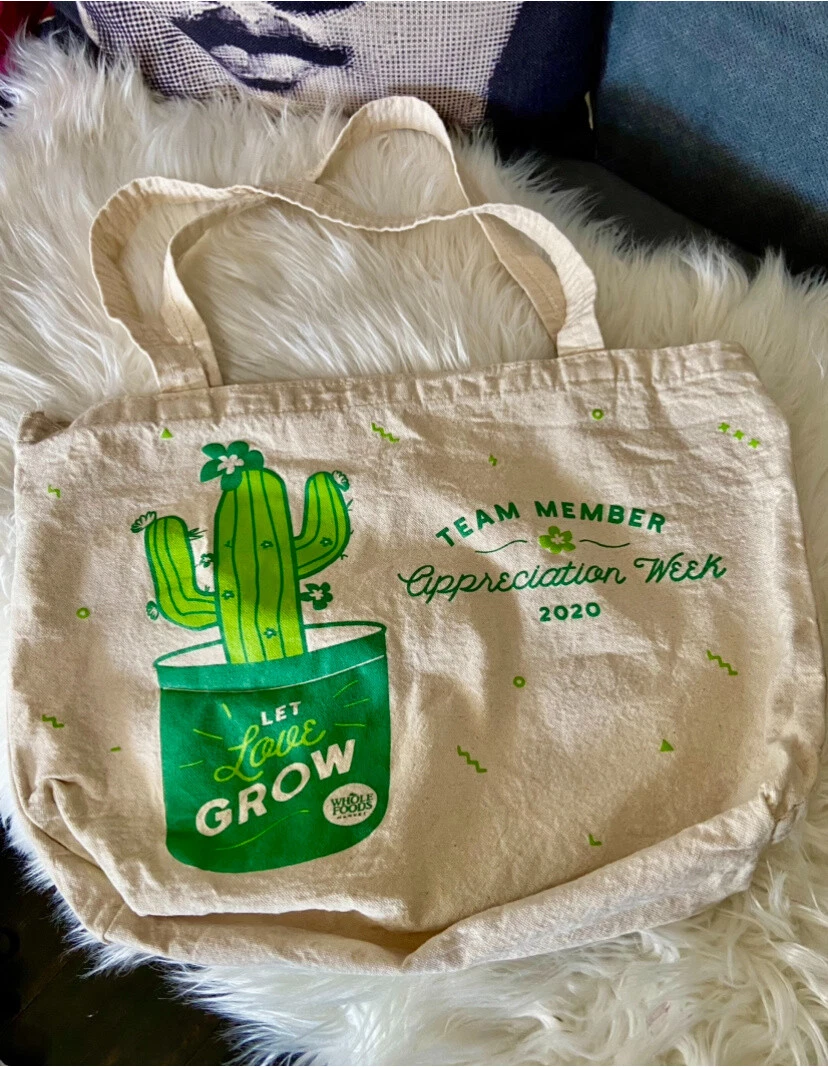 TEAM MEMBER
Appreciation Week
2020
LET
Love
GROW
WHOLE
FOODS
MARKET